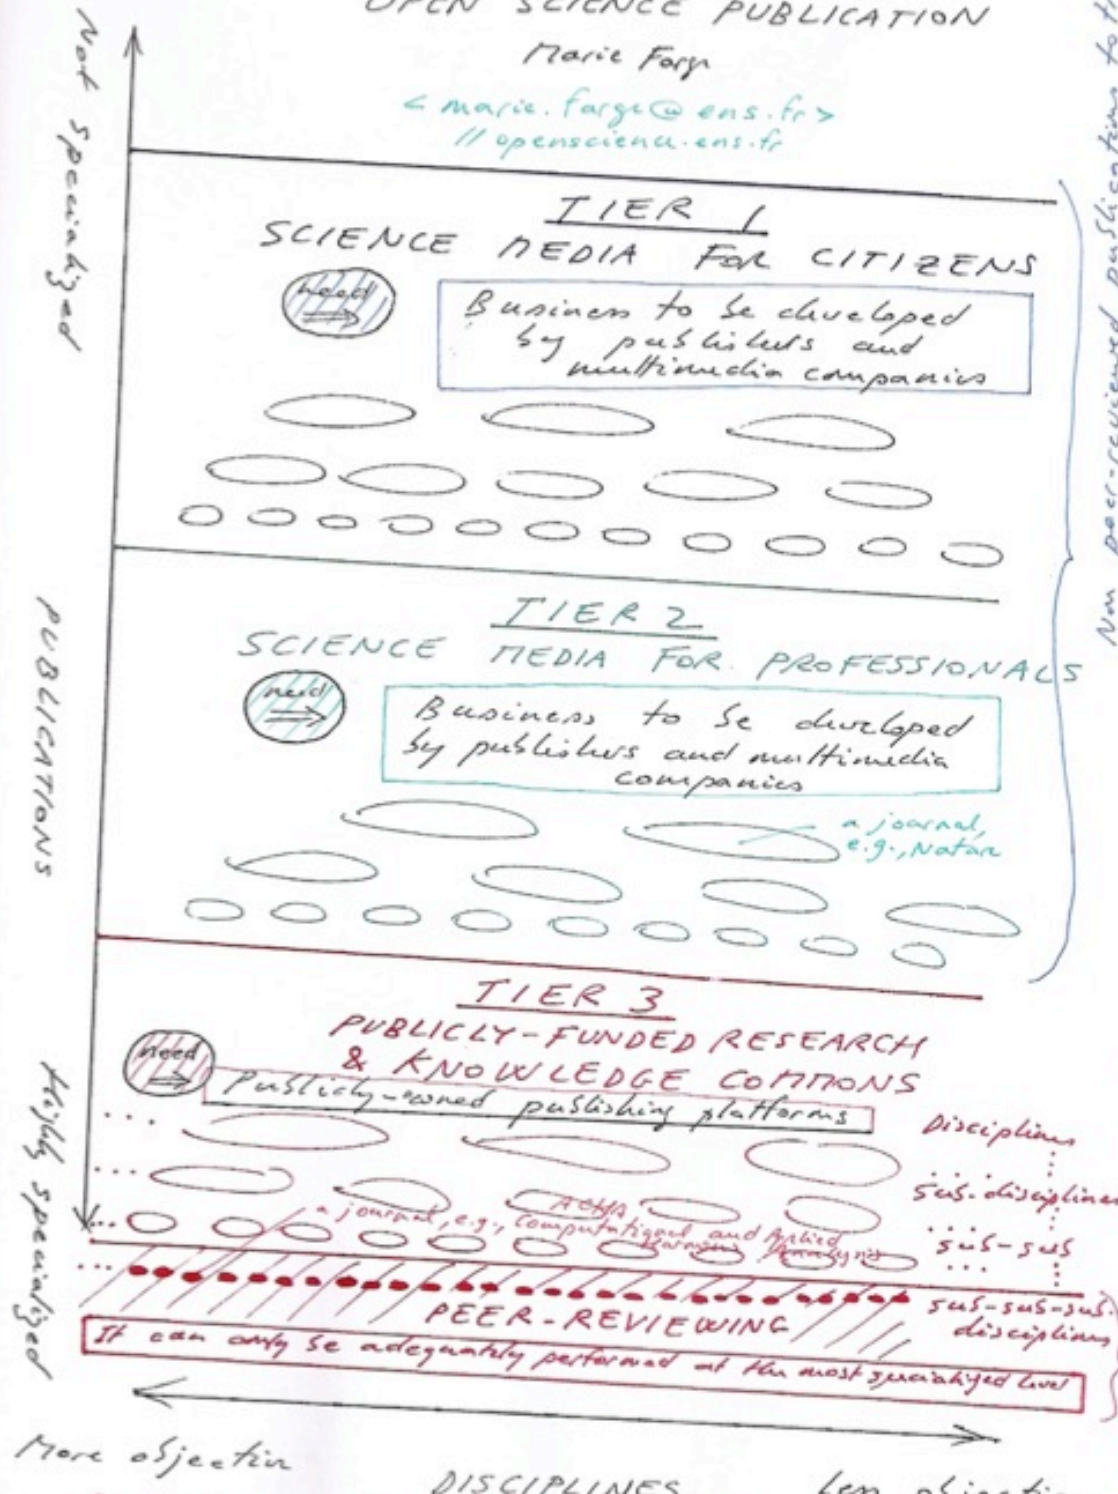 OPEN SCIENCE PUBLICATION
Marie Farge
< marie.farge@ens.fr>
// openscience.ens.fr
Not specialized
PUBLICATIONS
Highly specialized
Non peer-reviewed publications
TIER 1
SCIENCE MEDIA FOR CITIZENS
need
Business to be developed
by publishers and
multimedia companies
TIER 2
SCIENCE MEDIA FOR PROFESSIONALS
need
Business to be developed
by publishers and multimedia
companies
a journal,
e.g., Nature
TIER 3
PUBLICLY-FUNDED RESEARCH
& KNOWLEDGE COMMONS
need
Publicly-owned publishing platforms
Disciplines
sub-disciplines
sub-sub
ACHA
a journal, e.g., Computational and Applied
Harmonic Analysis
sub-sub-sub-
disciplines
PEER-REVIEWING
It can only be adequately performed at the most specialized level
More objective
DISCIPLINES
Less objective